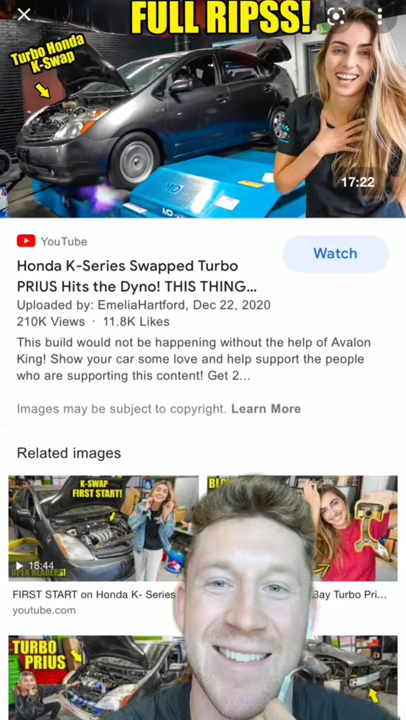 FULL RIPSS!
Turbo Honda
K-Swap
17:22
YouTube
Watch
Honda K-Series Swapped Turbo
PRIUS Hits the Dyno! THIS THING...
Uploaded by: EmeliaHartford, Dec 22, 2020
210K Views · 11.8K Likes
This build would not be happening without the help of Avalon
King! Show your car some love and help support the people
who are supporting this content! Get 2...
Images may be subject to copyright. Learn More
Related images
K-SWAP
FIRST START!
18:44
FIRST START on Honda K- Series
Bay Turbo Pri...
youtube.com
TURBO
PRIUS